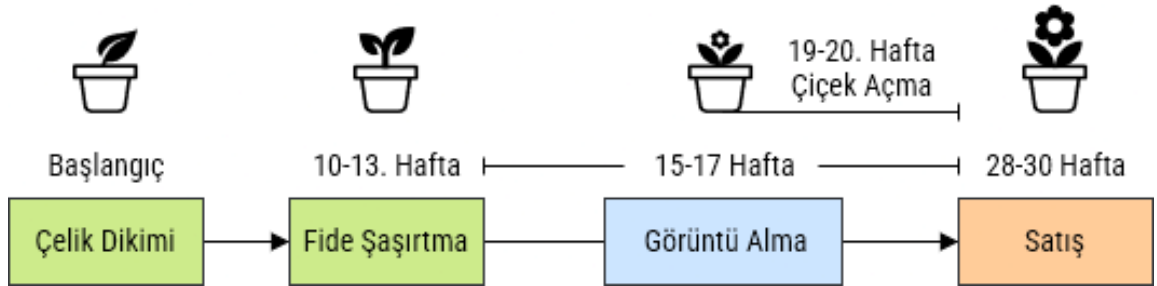 19-20. Hafta
Çiçek Açma
Başlangıç
10-13. Hafta
15-17 Hafta
28-30 Hafta
Çelik Dikimi
Fide Şaşırtma
Görüntü Alma
Satış